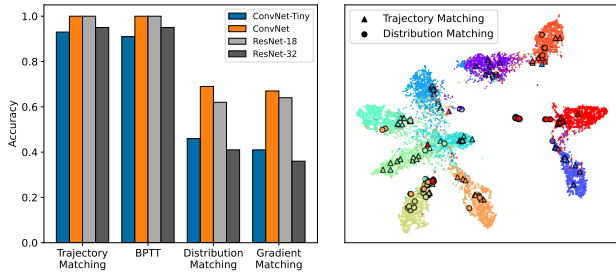 Accuracy
1.0
0.8
0.6
0.4
0.2
0.0
ConvNet-Tiny
ConvNet
ResNet-18
ResNet-32
Trajectory
Matching
BPTT
Distribution
Matching
Gradient
Matching
Trajectory Matching
Distribution Matching